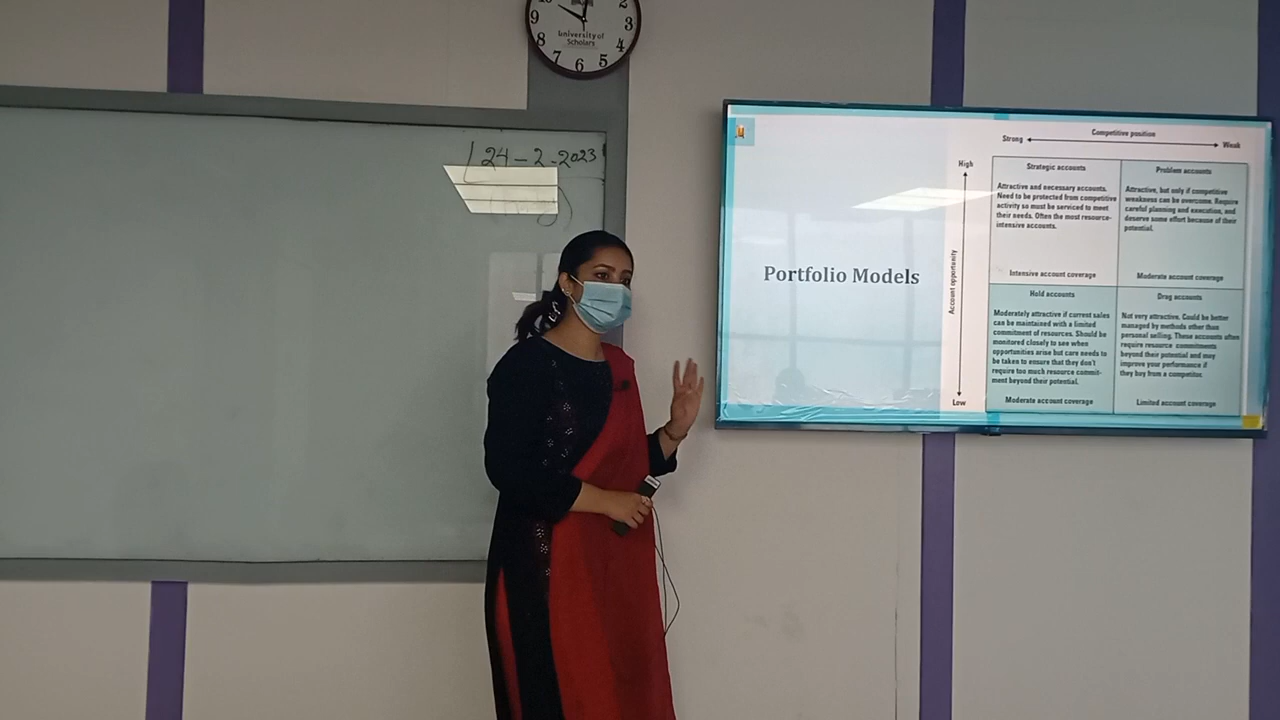 2
9
3
8
4
7
6
5
University of
Scholars
24-2-2023
Portfolio Models
Competitive position
Strong
Weak
High
Account opportunity
Low
Strategic accounts
Attractive and necessary accounts.
Need to be protected from competitive
activity so must be serviced to meet
their needs. Often the most resource-
intensive accounts.
Intensive account coverage
Problem accounts
Attractive, but only if competitive
weakness can be overcome. Require
careful planning and execution, and
deserve some effort because of their
potential.
Moderate account coverage
Hold accounts
Moderately attractive if current sales
can be maintained with a limited
commitment of resources. Should be
monitored closely to see when
opportunities arise but care needs to
be taken to ensure that they don't
require too much resource commit-
ment beyond their potential.
Moderate account coverage
Drag accounts
Not very attractive. Could be better
managed by methods other than
personal selling. These accounts often
require resource commitments
beyond their potential and may
improve your performance if
they buy from a competitor.
Limited account coverage